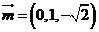 m⃗ = (0,1,−√2)